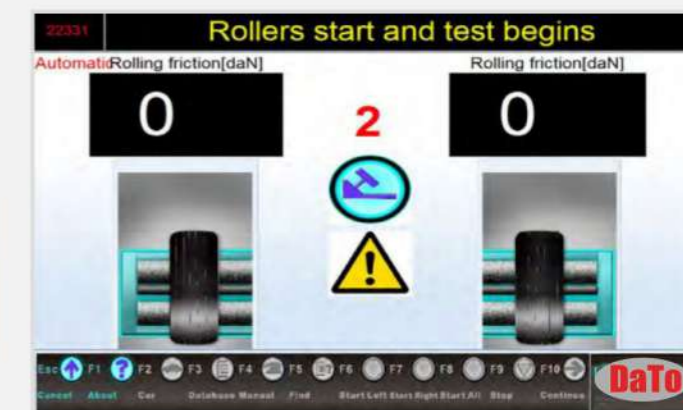 22331 Rollers start and test begins
Automatic Rolling friction[daN] Rolling friction[daN]
0 2 0
Esc F1 F2 F3 F4 F5 F6 F7 F8 F9 F10
Cancel About Car Database Manual Find Start Left Start Right Start All Stop Continue
DaTo